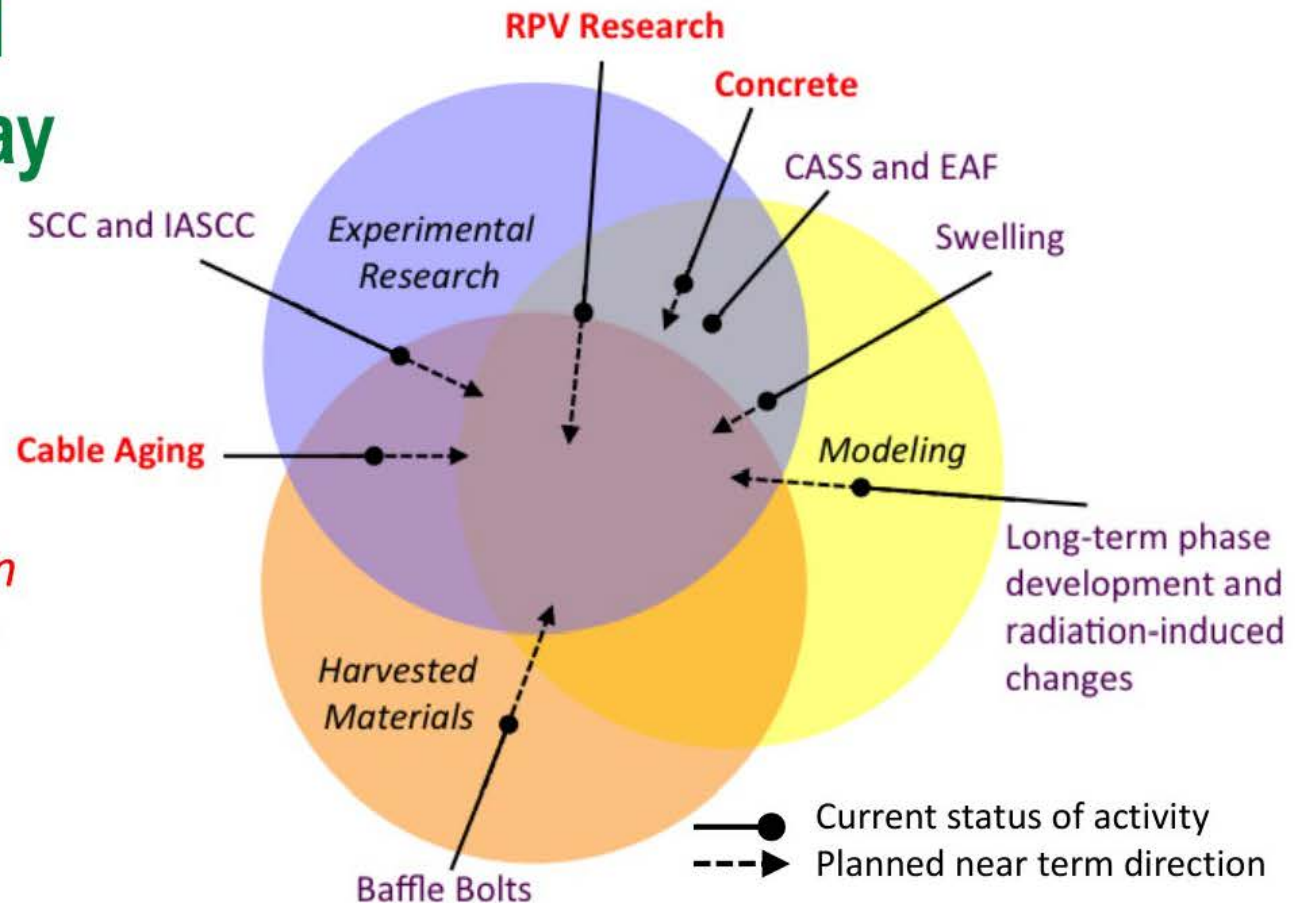 ay
n
RPV Research
Concrete
CASS and EAF
Swelling
SCC and IASCC
Experimental
Research
Cable Aging
Modeling
Long-term phase
development and
radiation-induced
changes
Harvested
Materials
Baffle Bolts
Current status of activity
Planned near term direction